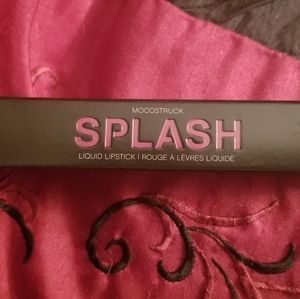 MOODSTRUCK
SPLASH
LIQUID LIPSTICK | ROUGE À LÈVRES LIQUIDE